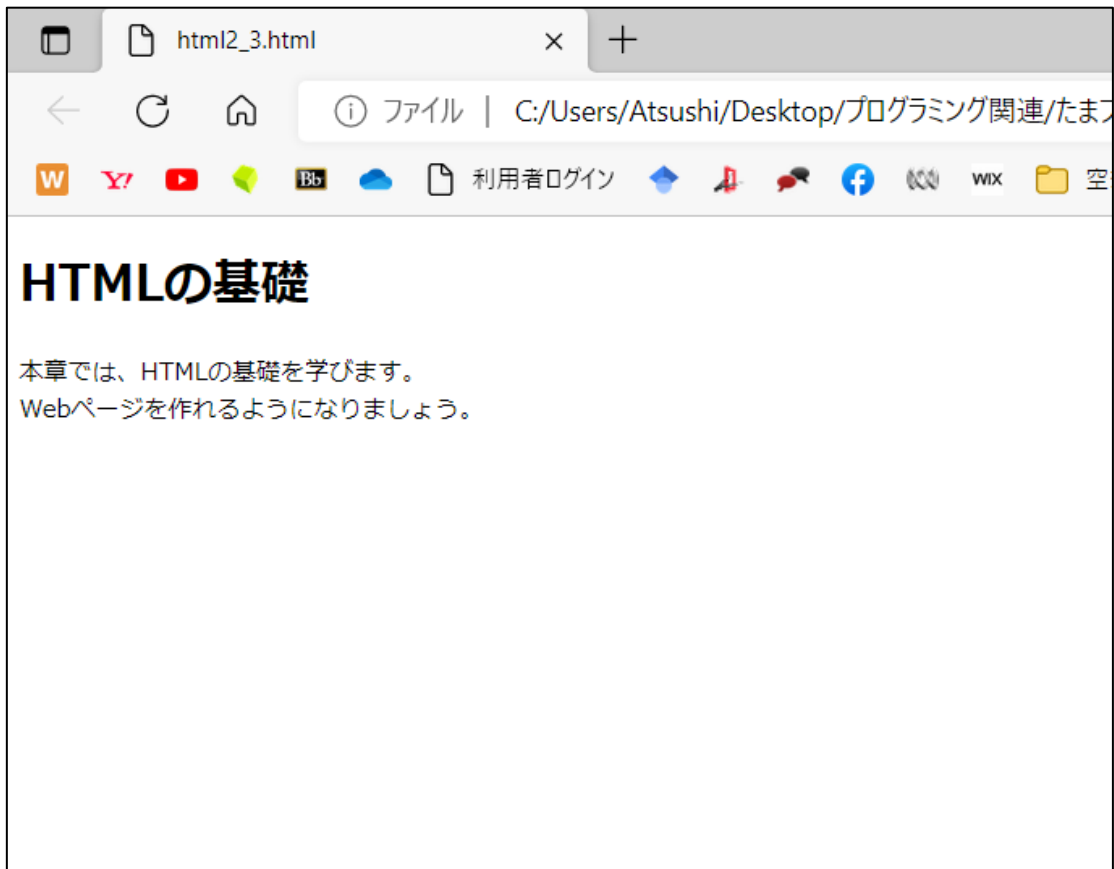 html2_3.html
ファイル | C:/Users/Atsushi/Desktop/プログラミング関連/たまフ
W Y! Bb 利用者ログイン WIX 空
HTMLの基礎
本章では、HTMLの基礎を学びます。
Webページを作れるようになりましょう。